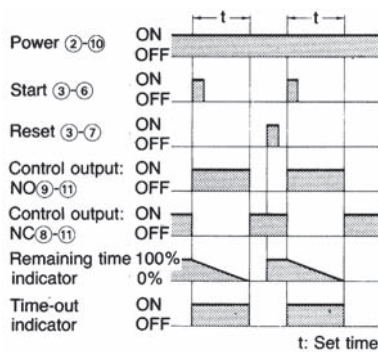 t t
Power ②-⑩ ON
OFF
Start ③-⑥ ON
OFF
Reset ③-⑦ ON
OFF
Control output: ON
NO⑨-⑪ OFF
Control output: ON
NC⑧-⑪ OFF
Remaining time 100%
indicator 0%
Time-out ON
indicator OFF
t: Set time